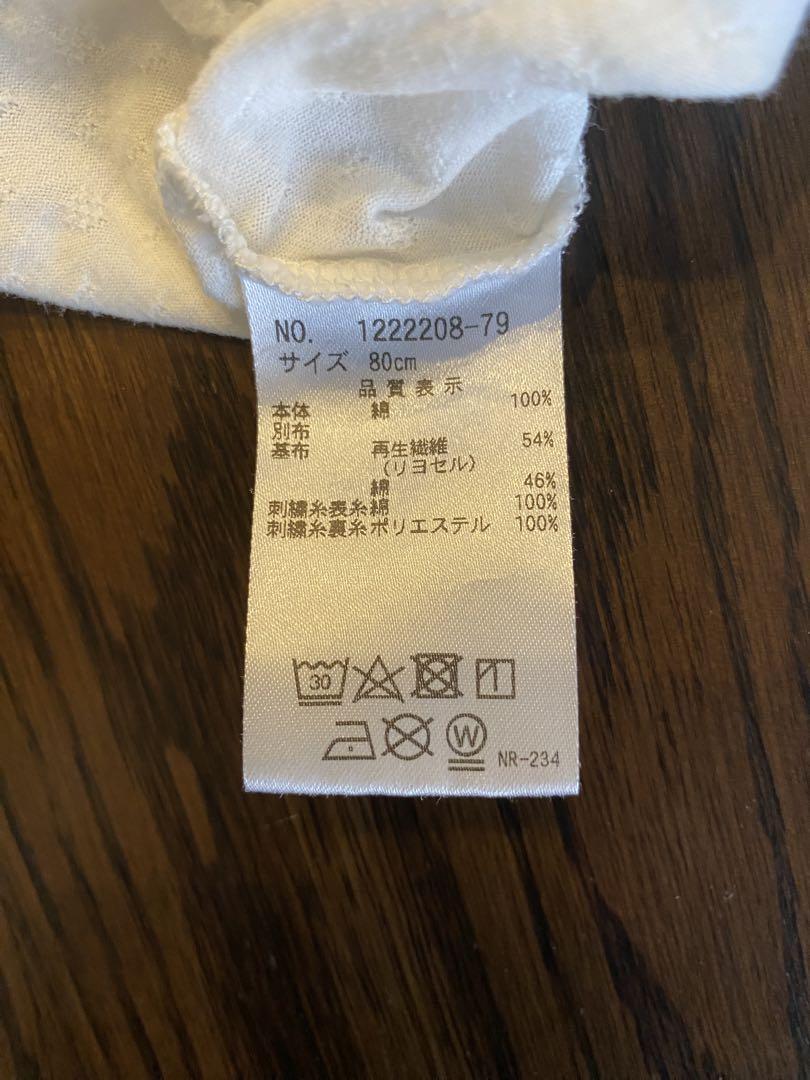 NO. 1222208-79
サイズ 80cm
品質表示
本体 綿 100%
別布
基布 再生繊維 54%
(リヨセル)
綿 46%
刺繍糸表糸綿 100%
刺繍糸裏糸ポリエステル 100%
30
W
NR-234